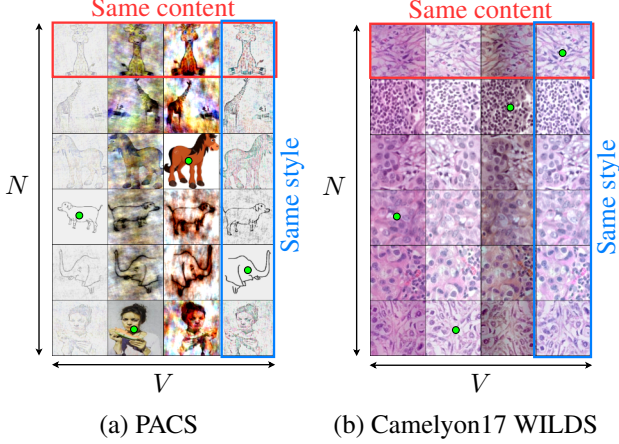 Same content
Same content
N
Same style
N
Same style
V
V
(a) PACS
(b) Camelyon17 WILDS